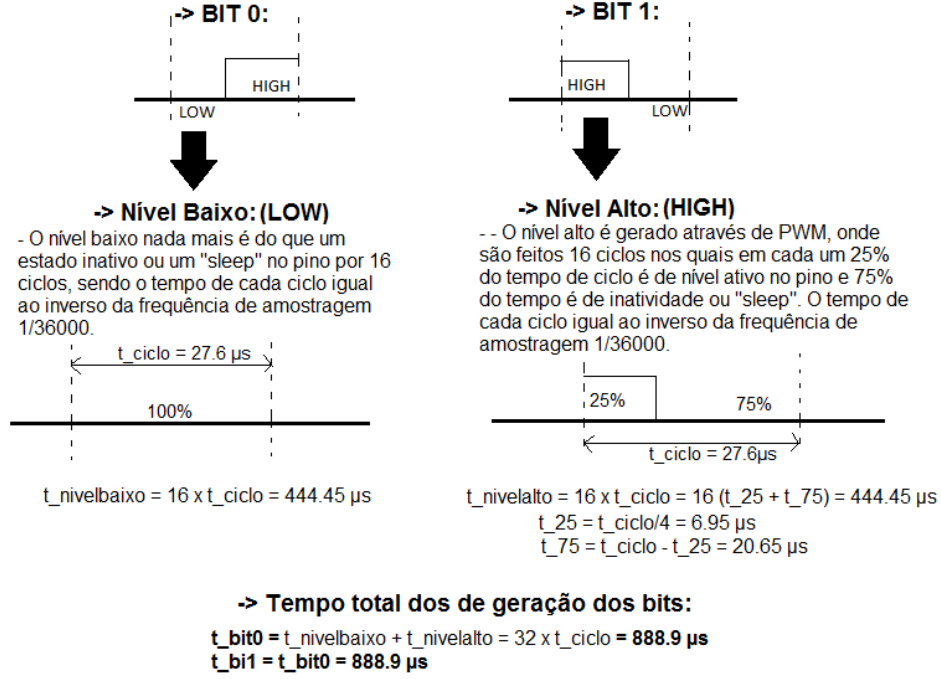 -> BIT 0:
HIGH
LOW
-> Nível Baixo: (LOW)
- O nível baixo nada mais é do que um
estado inativo ou um "sleep" no pino por 16
ciclos, sendo o tempo de cada ciclo igual
ao inverso da frequência de amostragem
1/36000.
t_ciclo = 27.6 µs
100%
t_nivelbaixo = 16 x t_ciclo = 444.45 µs
-> BIT 1:
HIGH
LOW
-> Nível Alto: (HIGH)
- - O nível alto é gerado através de PWM, onde
são feitos 16 ciclos nos quais em cada um 25%
do tempo de ciclo é de nível ativo no pino e 75%
do tempo é de inatividade ou "sleep". O tempo de
cada ciclo igual ao inverso da frequência de
amostragem 1/36000.
25%
75%
t_ciclo = 27.6µs
t_nivelalto = 16 x t_ciclo = 16 (t_25 + t_75) = 444.45 µs
t_25 = t_ciclo/4 = 6.95 µs
t_75 = t_ciclo - t_25 = 20.65 µs
-> Tempo total dos de geração dos bits:
t_bit0 = t_nivelbaixo + t_nivelalto = 32 x t_ciclo = 888.9 µs
t_bi1 = t_bit0 = 888.9 µs